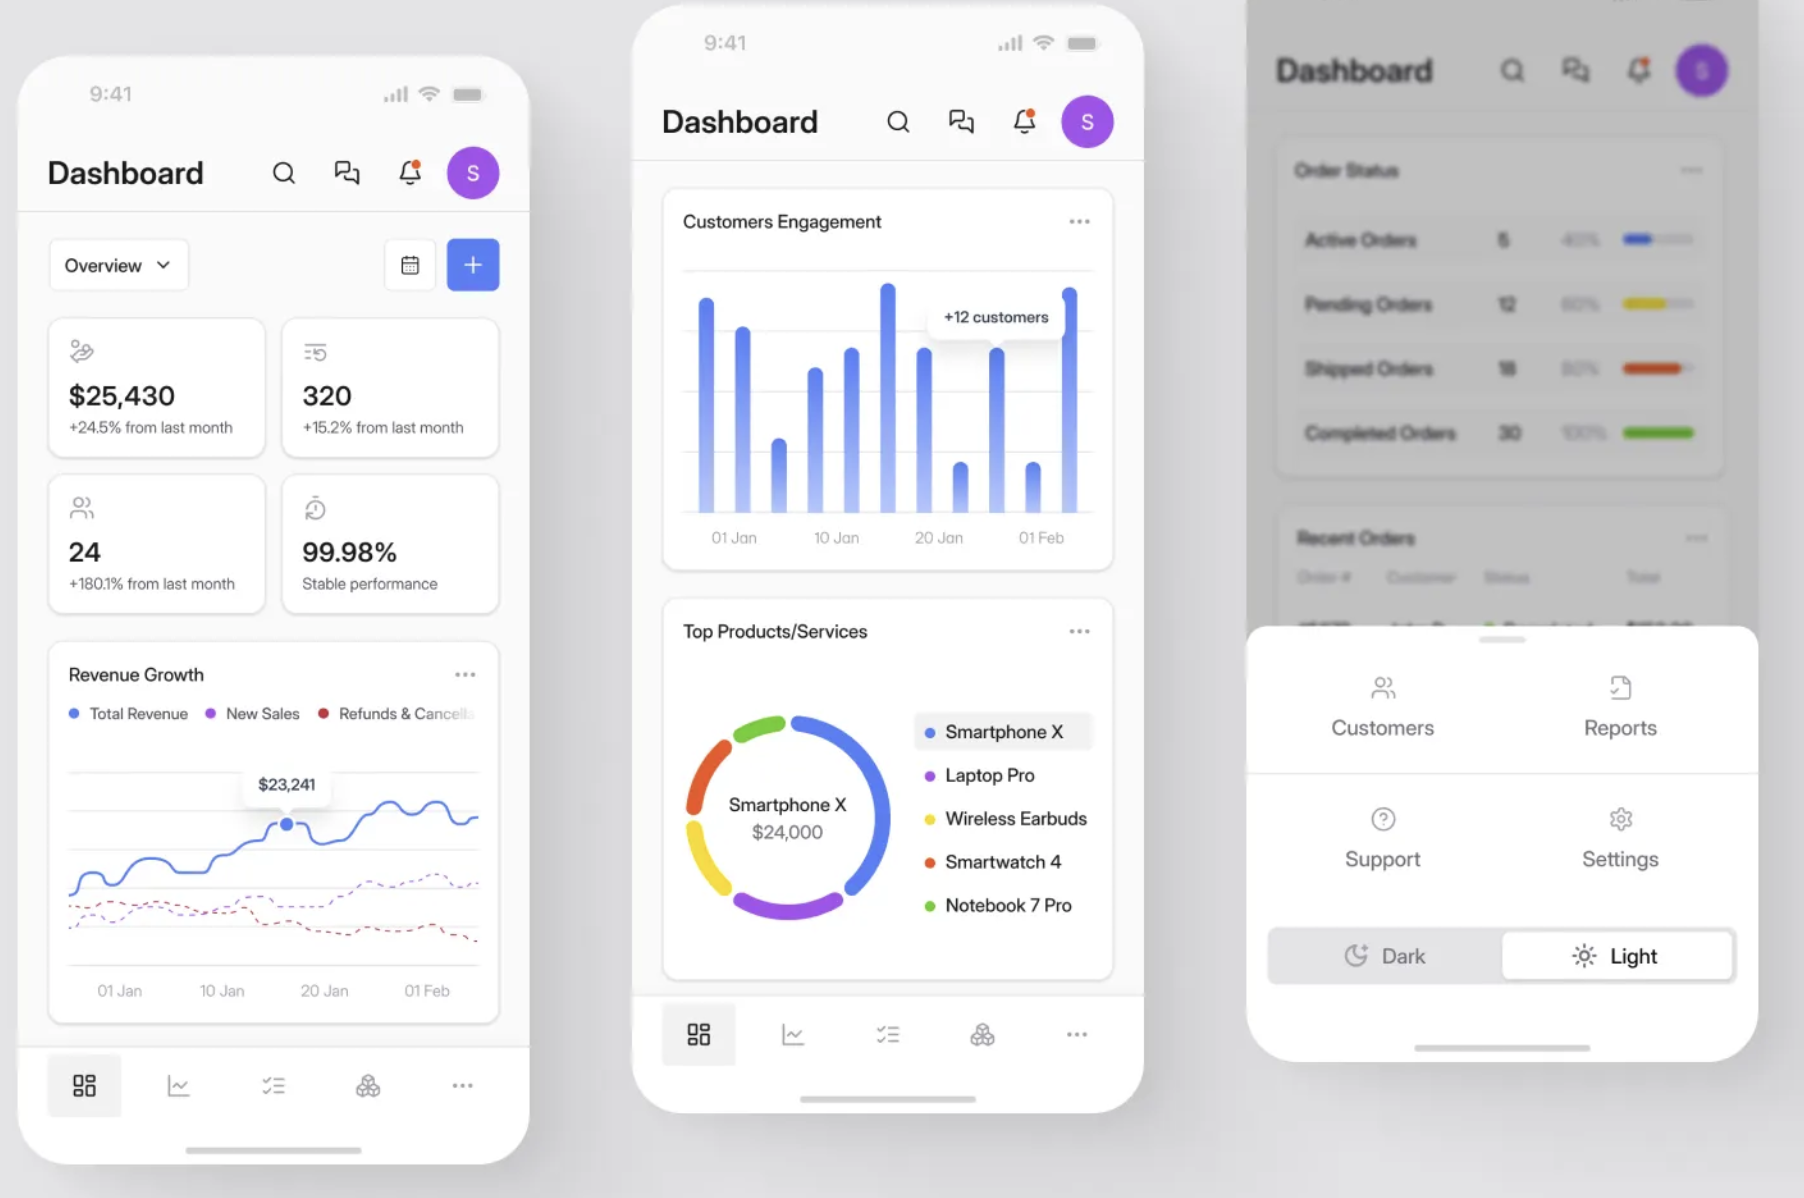 9:41
Dashboard
S
Overview
$25,430
+24.5% from last month
320
+15.2% from last month
24
+180.1% from last month
99.98%
Stable performance
Revenue Growth
Total Revenue
New Sales
Refunds & Cancell
$23,241
01 Jan
10 Jan
20 Jan
01 Feb
9:41
Dashboard
S
Customers Engagement
+12 customers
01 Jan
10 Jan
20 Jan
01 Feb
Top Products/Services
Smartphone X
$24,000
Smartphone X
Laptop Pro
Wireless Earbuds
Smartwatch 4
Notebook 7 Pro
Dashboard
S
Order Status
Active Orders 5 40%
Pending Orders 12 60%
Shipped Orders 18 80%
Completed Orders 30 100%
Recent Orders
Order # Customer Status Total
Customers
Reports
Support
Settings
Dark
Light